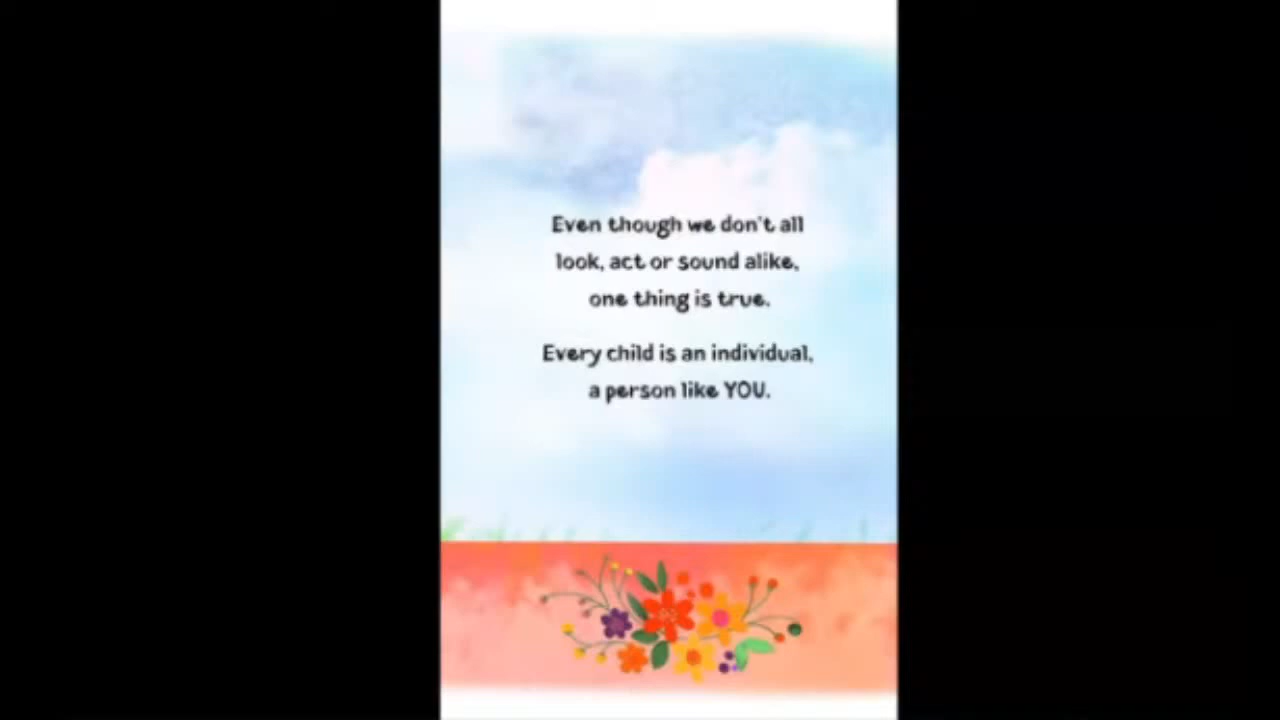 Even though we don't all
look, act or sound alike,
one thing is true.
Every child is an individual,
a person like YOU.